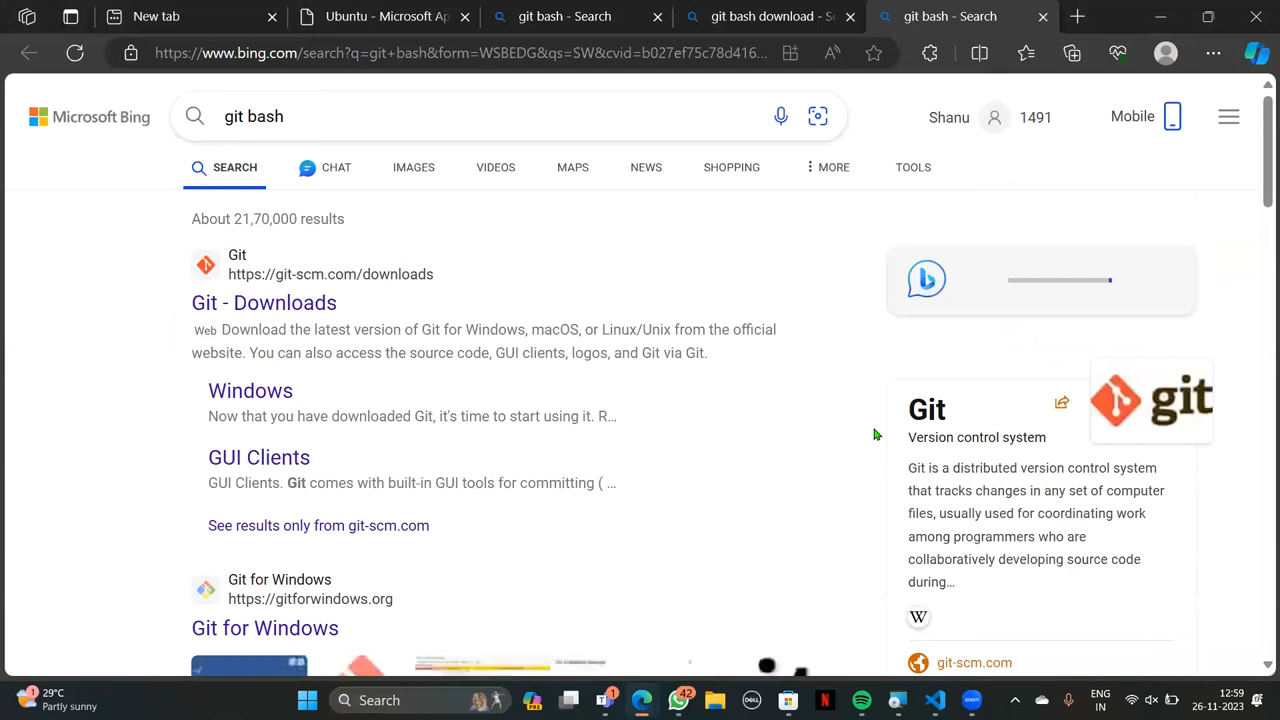 New tab
Ubuntu - Microsoft Ap
git bash - Search
git bash download - Se
git bash - Search
https://www.bing.com/search?q=git+bash&form=WSBEDG&qs=SW&cvid=b027ef75c78d416...
Microsoft Bing
git bash
Shanu
1491
Mobile
SEARCH
CHAT
IMAGES
VIDEOS
MAPS
NEWS
SHOPPING
MORE
TOOLS
About 21,70,000 results
Git
https://git-scm.com/downloads
Git - Downloads
Web Download the latest version of Git for Windows, macOS, or Linux/Unix from the official
website. You can also access the source code, GUI clients, logos, and Git via Git.
Windows
Now that you have downloaded Git, it's time to start using it. R...
GUI Clients
GUI Clients. Git comes with built-in GUI tools for committing ( ...
See results only from git-scm.com
Git for Windows
https://gitforwindows.org
Git for Windows
git
Git
Version control system
Git is a distributed version control system
that tracks changes in any set of computer
files, usually used for coordinating work
among programmers who are
collaboratively developing source code
during...
W
git-scm.com
1
29°C
Partly sunny
Search
PRE
1
42
DELL
N
zoom
ENG
IN
12:59
26-11-2023